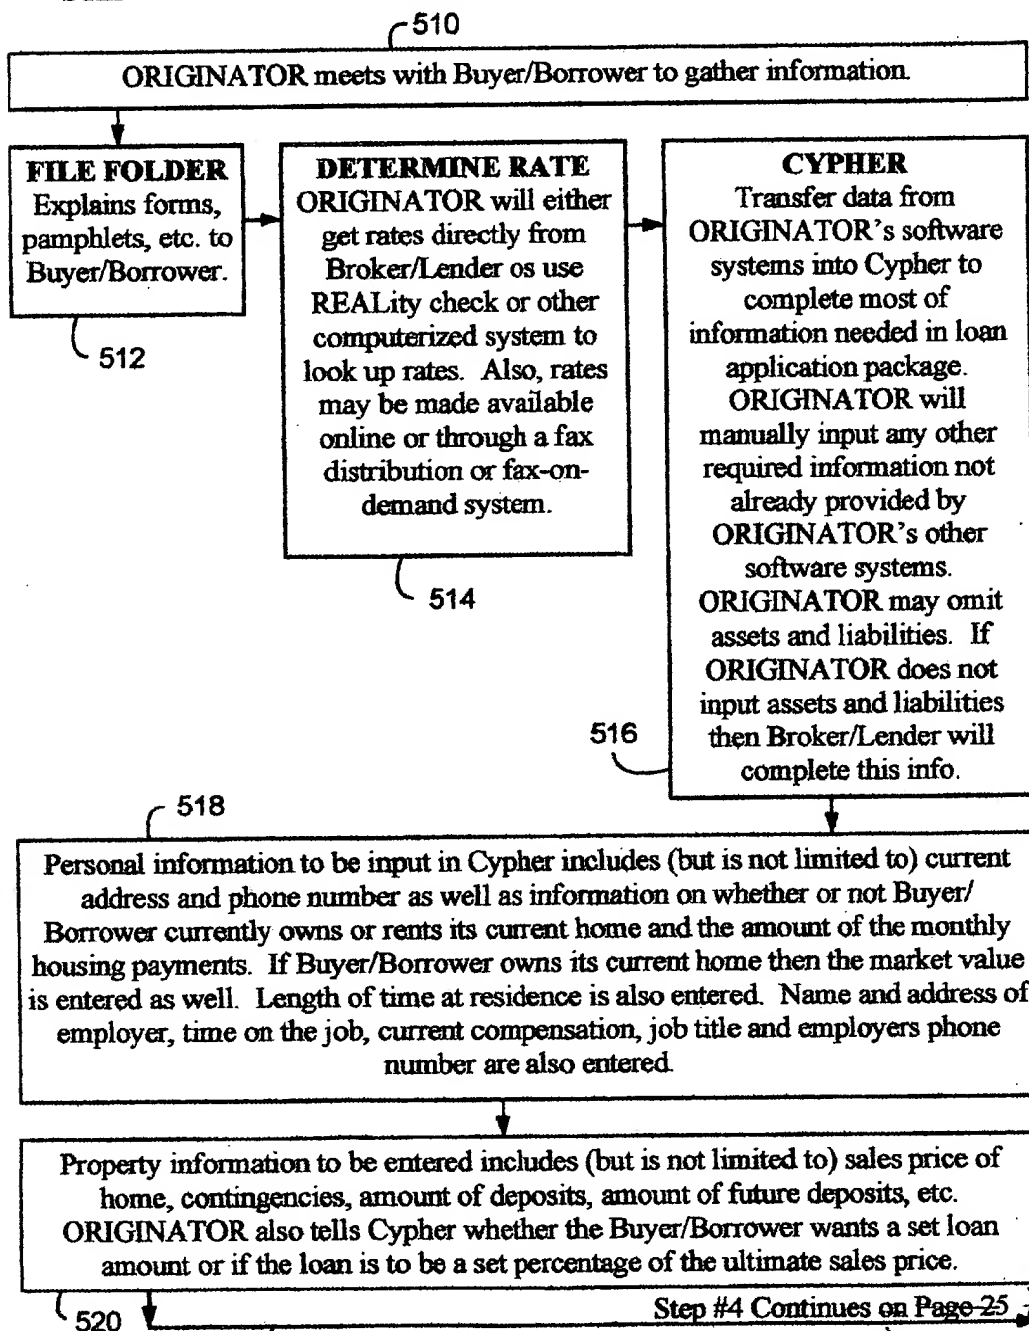 510
ORIGINATOR meets with Buyer/Borrower to gather information.
FILE FOLDER
Explains forms,
pamphlets, etc. to
Buyer/Borrower.
512
DETERMINE RATE
ORIGINATOR will either
get rates directly from
Broker/Lender os use
REALity check or other
computerized system to
look up rates. Also, rates
may be made available
online or through a fax
distribution or fax-on-
demand system.
514
CYPHER
Transfer data from
ORIGINATOR's software
systems into Cypher to
complete most of
information needed in loan
application package.
ORIGINATOR will
manually input any other
required information not
already provided by
ORIGINATOR's other
software systems.
ORIGINATOR may omit
assets and liabilities. If
ORIGINATOR does not
input assets and liabilities
then Broker/Lender will
complete this info.
516
518
Personal information to be input in Cypher includes (but is not limited to) current
address and phone number as well as information on whether or not Buyer/
Borrower currently owns or rents its current home and the amount of the monthly
housing payments. If Buyer/Borrower owns its current home then the market value
is entered as well. Length of time at residence is also entered. Name and address of
employer, time on the job, current compensation, job title and employers phone
number are also entered.
Property information to be entered includes (but is not limited to) sales price of
home, contingencies, amount of deposits, amount of future deposits, etc.
ORIGINATOR also tells Cypher whether the Buyer/Borrower wants a set loan
amount or if the loan is to be a set percentage of the ultimate sales price.
520
Step #4 Continues on Page 25